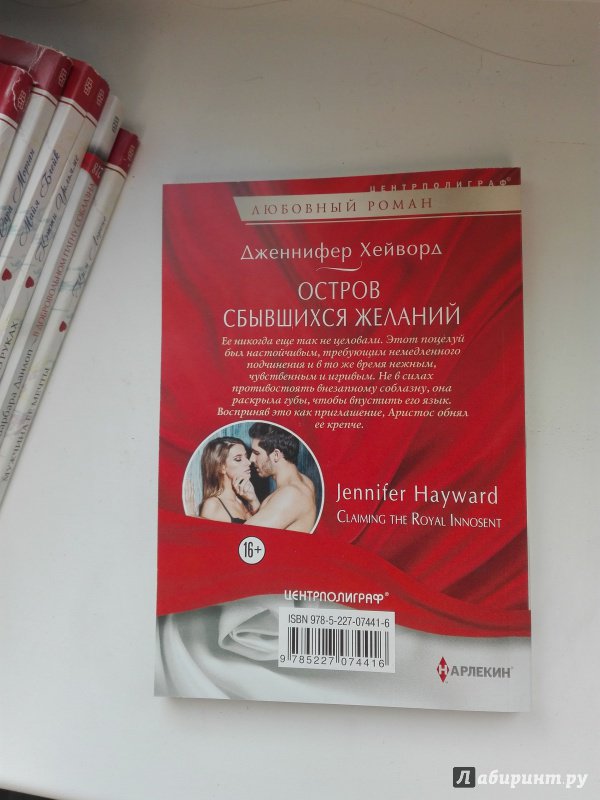 ЦЕНТРПОЛИГРАФ®
ЛЮБОВНЫЙ РОМАН
Дженнифер Хейворд
ОСТРОВ
СБЫВШИХСЯ ЖЕЛАНИЙ
Ее никогда еще так не целовали. Этот поцелуй
был настойчивым, требующим немедленного
подчинения и в то же время нежным,
чувственным и игривым. Не в силах
противостоять внезапному соблазну, она
раскрыла губы, чтобы впустить его язык.
Восприняв это как приглашение, Аристос обнял
ее крепче.
Jennifer Hayward
CLAIMING THE ROYAL INNOSENT
16+
ЦЕНТРПОЛИГРАФ®
ISBN 978-5-227-07441-6
9 785227 074416
НАРЛЕКИН®
Лабиринт.ру